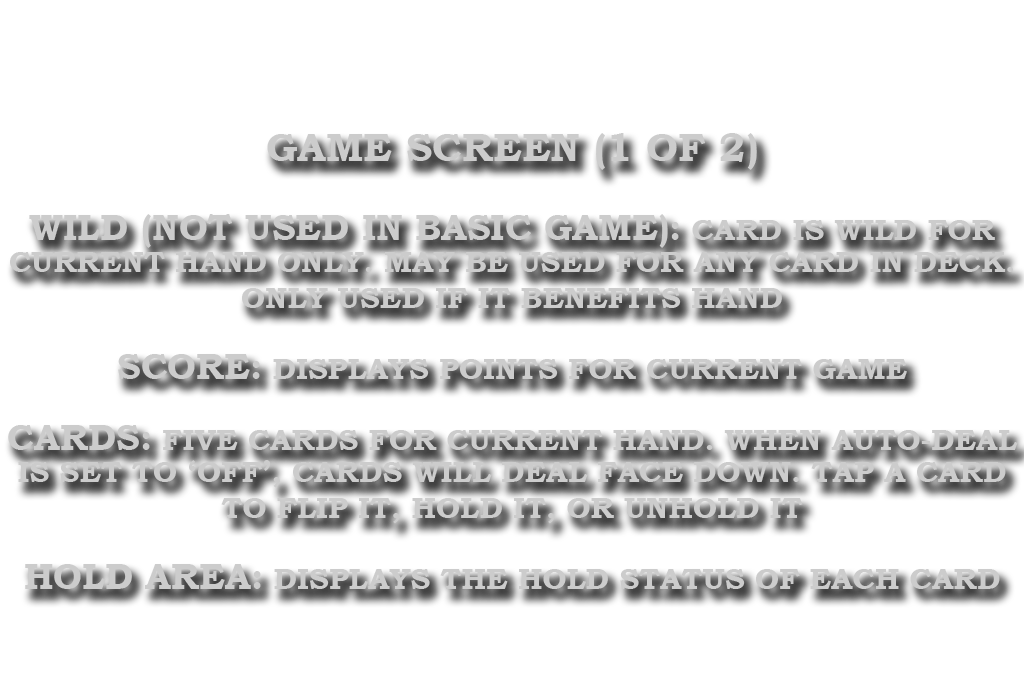 GAME SCREEN (1 OF 2)
WILD (NOT USED IN BASIC GAME): CARD IS WILD FOR
CURRENT HAND ONLY. MAY BE USED FOR ANY CARD IN DECK.
ONLY USED IF IT BENEFITS HAND
SCORE: DISPLAYS POINTS FOR CURRENT GAME
CARDS: FIVE CARDS FOR CURRENT HAND. WHEN AUTO-DEAL
IS SET TO 'OFF', CARDS WILL DEAL FACE DOWN. TAP A CARD
TO FLIP IT, HOLD IT, OR UNHOLD IT
HOLD AREA: DISPLAYS THE HOLD STATUS OF EACH CARD